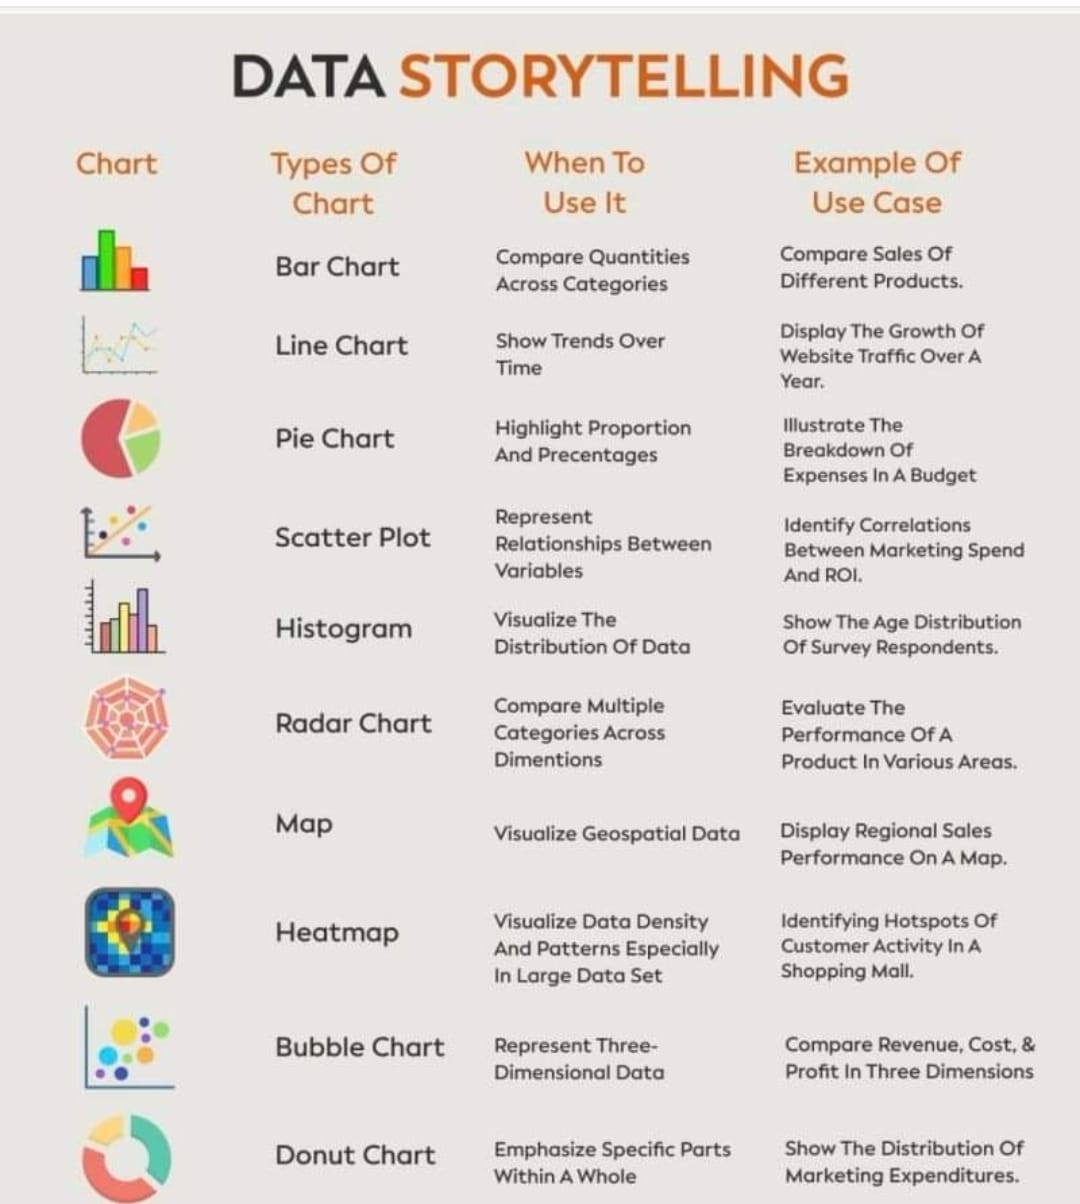 DATA STORYTELLING
Chart
Types Of
Chart
When To
Use It
Example Of
Use Case
Bar Chart
Compare Quantities
Across Categories
Compare Sales Of
Different Products.
Line Chart
Show Trends Over
Time
Display The Growth Of
Website Traffic Over A
Year.
Pie Chart
Highlight Proportion
And Precentages
Illustrate The
Breakdown Of
Expenses In A Budget
Scatter Plot
Represent
Relationships Between
Variables
Identify Correlations
Between Marketing Spend
And ROI.
Histogram
Visualize The
Distribution Of Data
Show The Age Distribution
Of Survey Respondents.
Radar Chart
Compare Multiple
Categories Across
Dimentions
Evaluate The
Performance Of A
Product In Various Areas.
Map
Visualize Geospatial Data
Display Regional Sales
Performance On A Map.
Heatmap
Visualize Data Density
And Patterns Especially
In Large Data Set
Identifying Hotspots Of
Customer Activity In A
Shopping Mall.
Bubble Chart
Represent Three-
Dimensional Data
Compare Revenue, Cost, &
Profit In Three Dimensions
Donut Chart
Emphasize Specific Parts
Within A Whole
Show The Distribution Of
Marketing Expenditures.